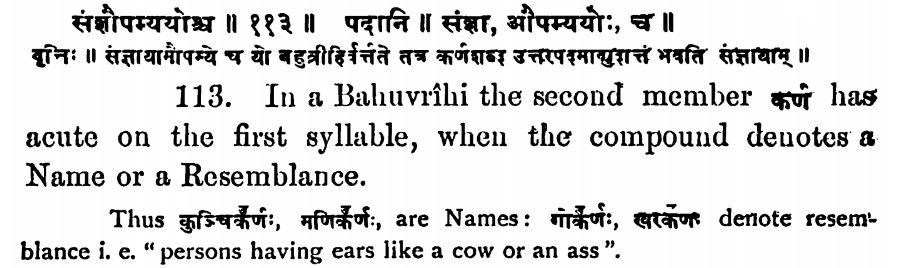 संज्ञौपम्ययोश्च ॥ ११३ ॥ पदानि ॥ संज्ञा, औपम्ययोः, च ॥
वृत्तिः ॥ संज्ञायामौपम्ये च यो बहुव्रीहिर्वर्त्तते तत्र कर्णशब्द उत्तरपदमाद्युदात्तं भवति संज्ञायाम् ॥
113. In a Bahuvrîhi the second member कर्ण has
acute on the first syllable, when the compound denotes a
Name or a Resemblance.
Thus कुञ्चिकर्णः, मणिकर्णः, are Names: गोकर्णः, खरकर्णः denote resem-
blance i. e. “persons having ears like a cow or an ass”.